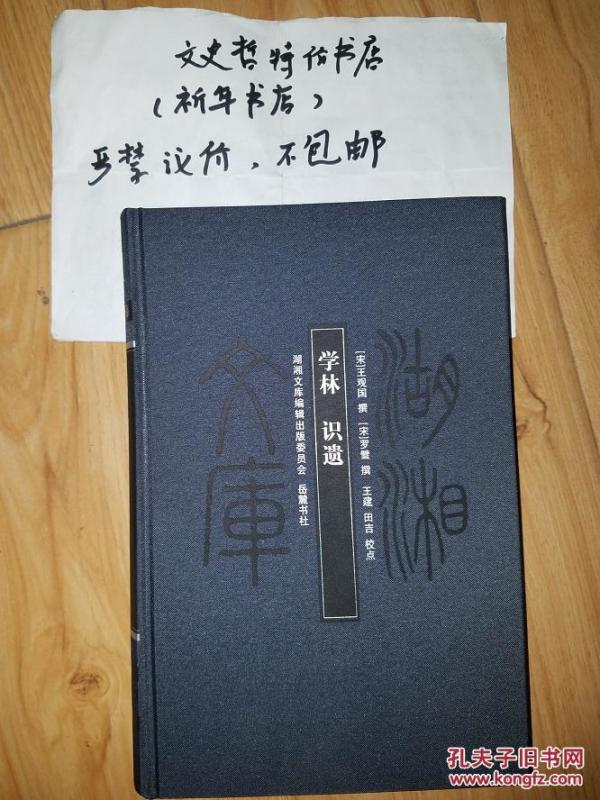 文史哲特价书店
（祈年书店）
严禁议价，不包邮
湖湘
文库
[宋]王观国 撰 [宋]罗璧 撰 王建 田吉 校点
学林 识遗
湖湘文库编辑出版委员会 岳麓书社
孔夫子旧书网
www.kongfz.com